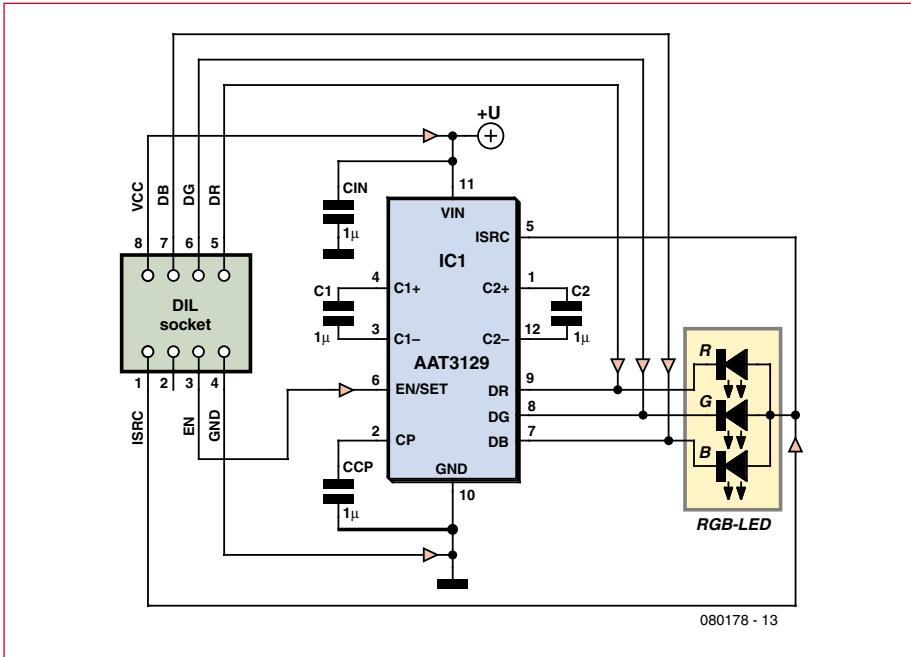 +U
VCC
DB
DG
DR
8 7 6 5
DIL
socket
1 2 3 4
ISRC
EN
GND
CIN
1µ
11
VIN
5
ISRC
IC1
4
C1+
1
C2+
C1
1µ
C2
1µ
3
C1–
12
C2–
AAT3129
6
EN/SET
9
DR
8
DG
2
CP
7
DB
CCP
1µ
GND
10
R
G
B
RGB-LED
080178 - 13